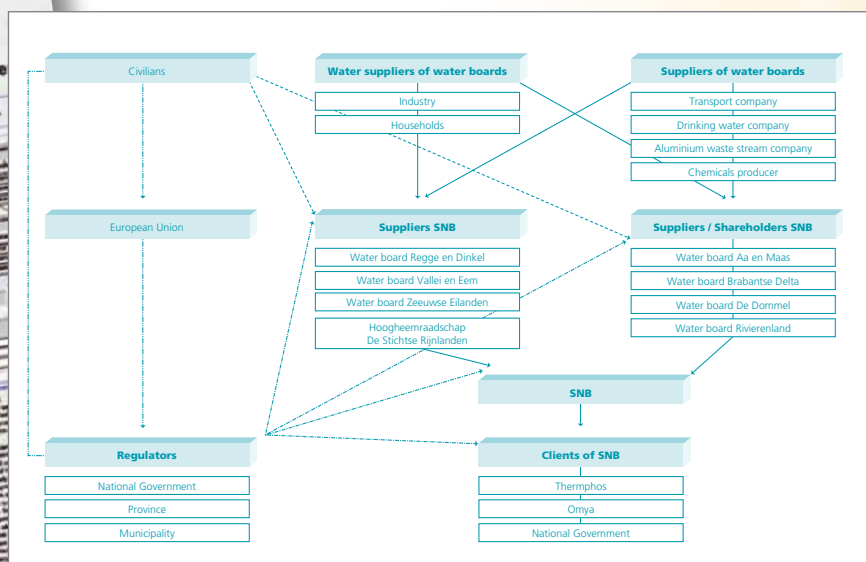 Civilians
Water suppliers of water boards
Industry
Households
Suppliers of water boards
Transport company
Drinking water company
Aluminium waste stream company
Chemicals producer
European Union
Suppliers SNB
Water board Regge en Dinkel
Water board Vallei en Eem
Water board Zeeuwse Eilanden
Hoogheemraadschap
De Stichtse Rijnlanden
Suppliers / Shareholders SNB
Water board Aa en Maas
Water board Brabantse Delta
Water board De Dommel
Water board Rivierenland
SNB
Regulators
National Government
Province
Municipality
Clients of SNB
Thermphos
Omya
National Government